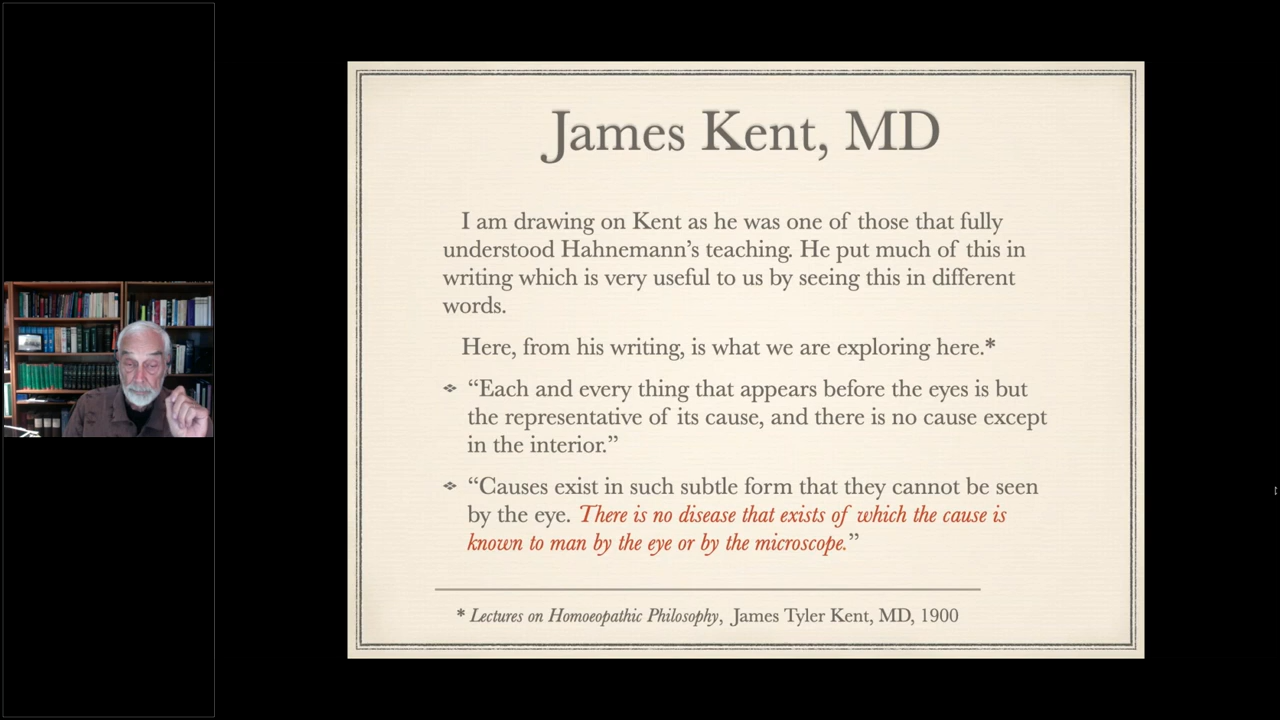 James Kent, MD
I am drawing on Kent as he was one of those that fully
understood Hahnemann’s teaching. He put much of this in
writing which is very useful to us by seeing this in different
words.
Here, from his writing, is what we are exploring here.*
“Each and every thing that appears before the eyes is but
the representative of its cause, and there is no cause except
in the interior.”
“Causes exist in such subtle form that they cannot be seen
by the eye. There is no disease that exists of which the cause is
known to man by the eye or by the microscope.”
* Lectures on Homoeopathic Philosophy, James Tyler Kent, MD, 1900